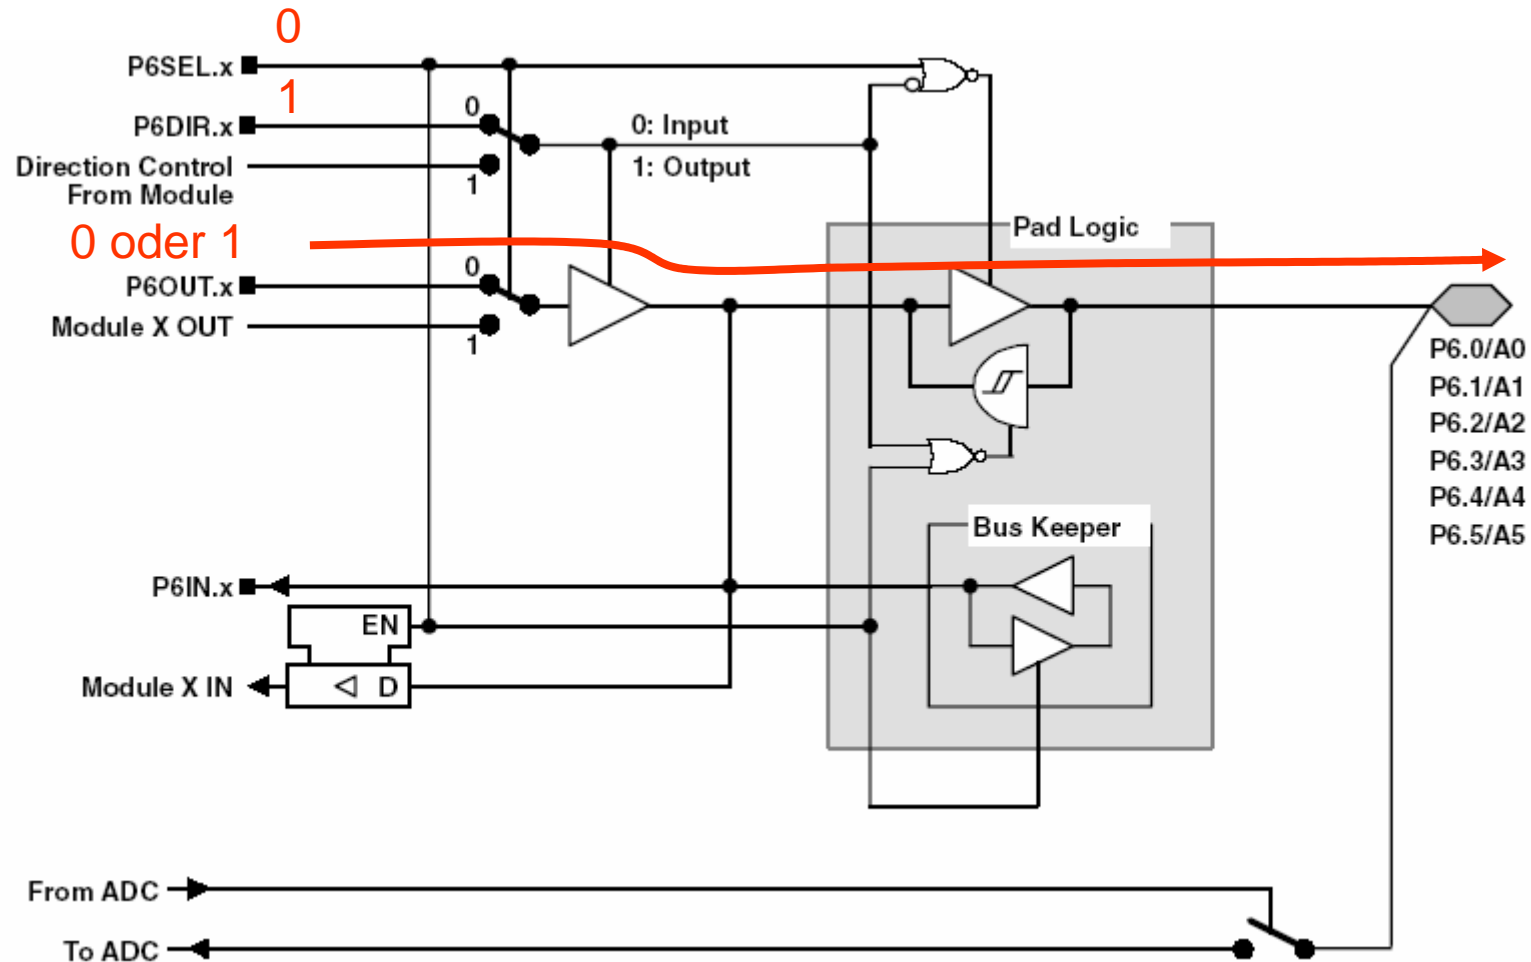 0
P6SEL.x
1
0
P6DIR.x
0: Input
Direction Control
From Module
1
1: Output
0 oder 1
Pad Logic
0
P6OUT.x
Module X OUT
1
P6.0/A0
P6.1/A1
P6.2/A2
P6.3/A3
P6.4/A4
P6.5/A5
Bus Keeper
P6IN.x
EN
Module X IN
D
From ADC
To ADC